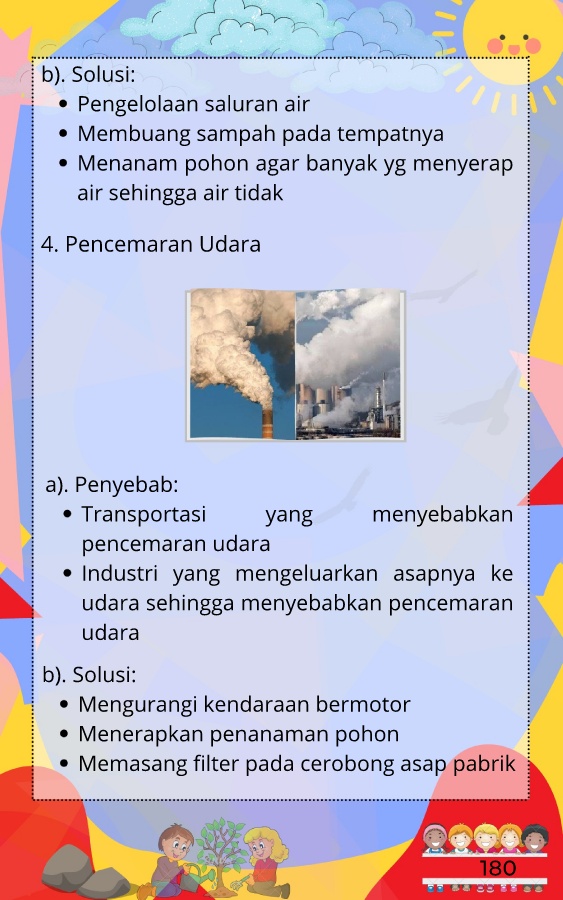 b). Solusi:
• Pengelolaan saluran air
• Membuang sampah pada tempatnya
• Menanam pohon agar banyak yg menyerap
air sehingga air tidak
4. Pencemaran Udara
a). Penyebab:
• Transportasi yang menyebabkan
pencemaran udara
• Industri yang mengeluarkan asapnya ke
udara sehingga menyebabkan pencemaran
udara
b). Solusi:
• Mengurangi kendaraan bermotor
• Menerapkan penanaman pohon
• Memasang filter pada cerobong asap pabrik
180